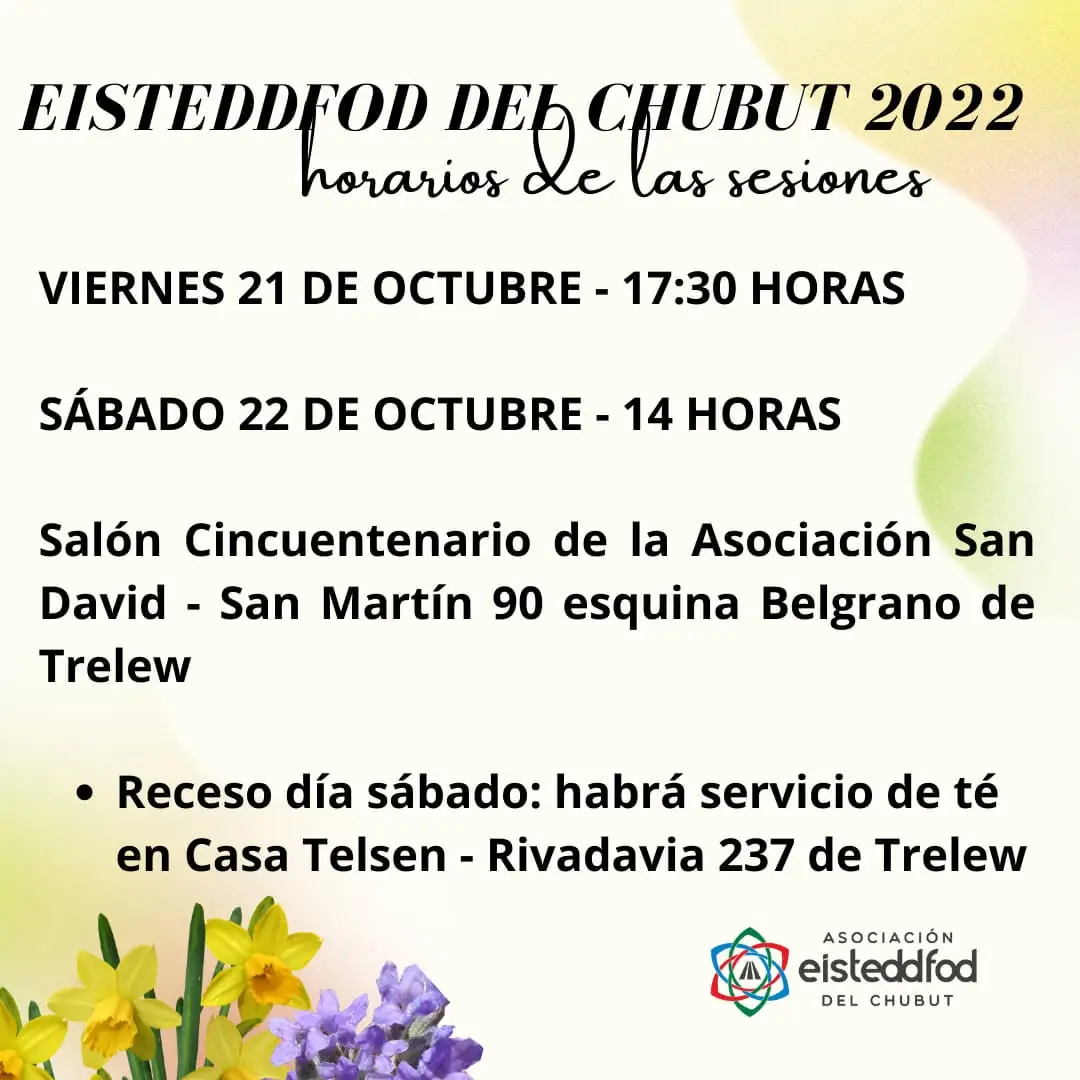 EISTEDDFOD DEL CHUBUT 2022
horarios de las sesiones
VIERNES 21 DE OCTUBRE - 17:30 HORAS
SÁBADO 22 DE OCTUBRE - 14 HORAS
Salón Cincuentenario de la Asociación San
David - San Martín 90 esquina Belgrano de
Trelew
• Receso día sábado: habrá servicio de té
en Casa Telsen - Rivadavia 237 de Trelew
ASOCIACIÓN
eisteddfod
DEL CHUBUT